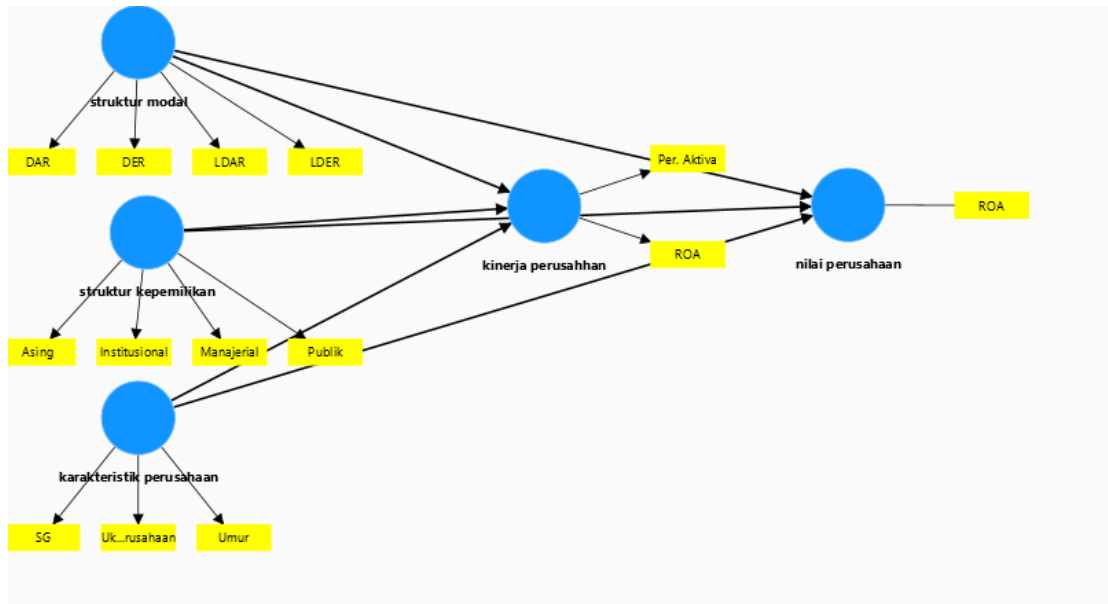 struktur modal
DAR
DER
LDAR
LDER
Per. Aktiva
ROA
kinerja perusahhan
ROA
nilai perusahaan
struktur kepemilikan
Asing
Institusional
Manajerial
Publik
karakteristik perusahaan
SG
Uk...rusahaan
Umur